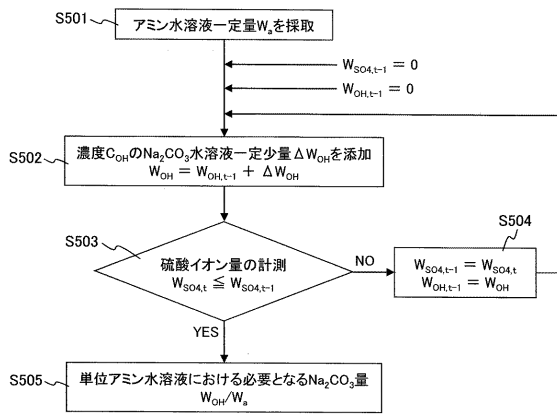 S501
アミン水溶液一定量Waを採取
WSO4,t-1 = 0
WOH,t-1 = 0
S502
濃度COHのNa2CO3水溶液一定少量ΔWOHを添加
WOH = WOH,t-1 + ΔWOH
S503
硫酸イオン量の計測
WSO4,t ≦ WSO4,t-1
NO
S504
WSO4,t-1 = WSO4,t
WOH,t-1 = WOH
YES
S505
単位アミン水溶液における必要となるNa2CO3量
WOH/Wa